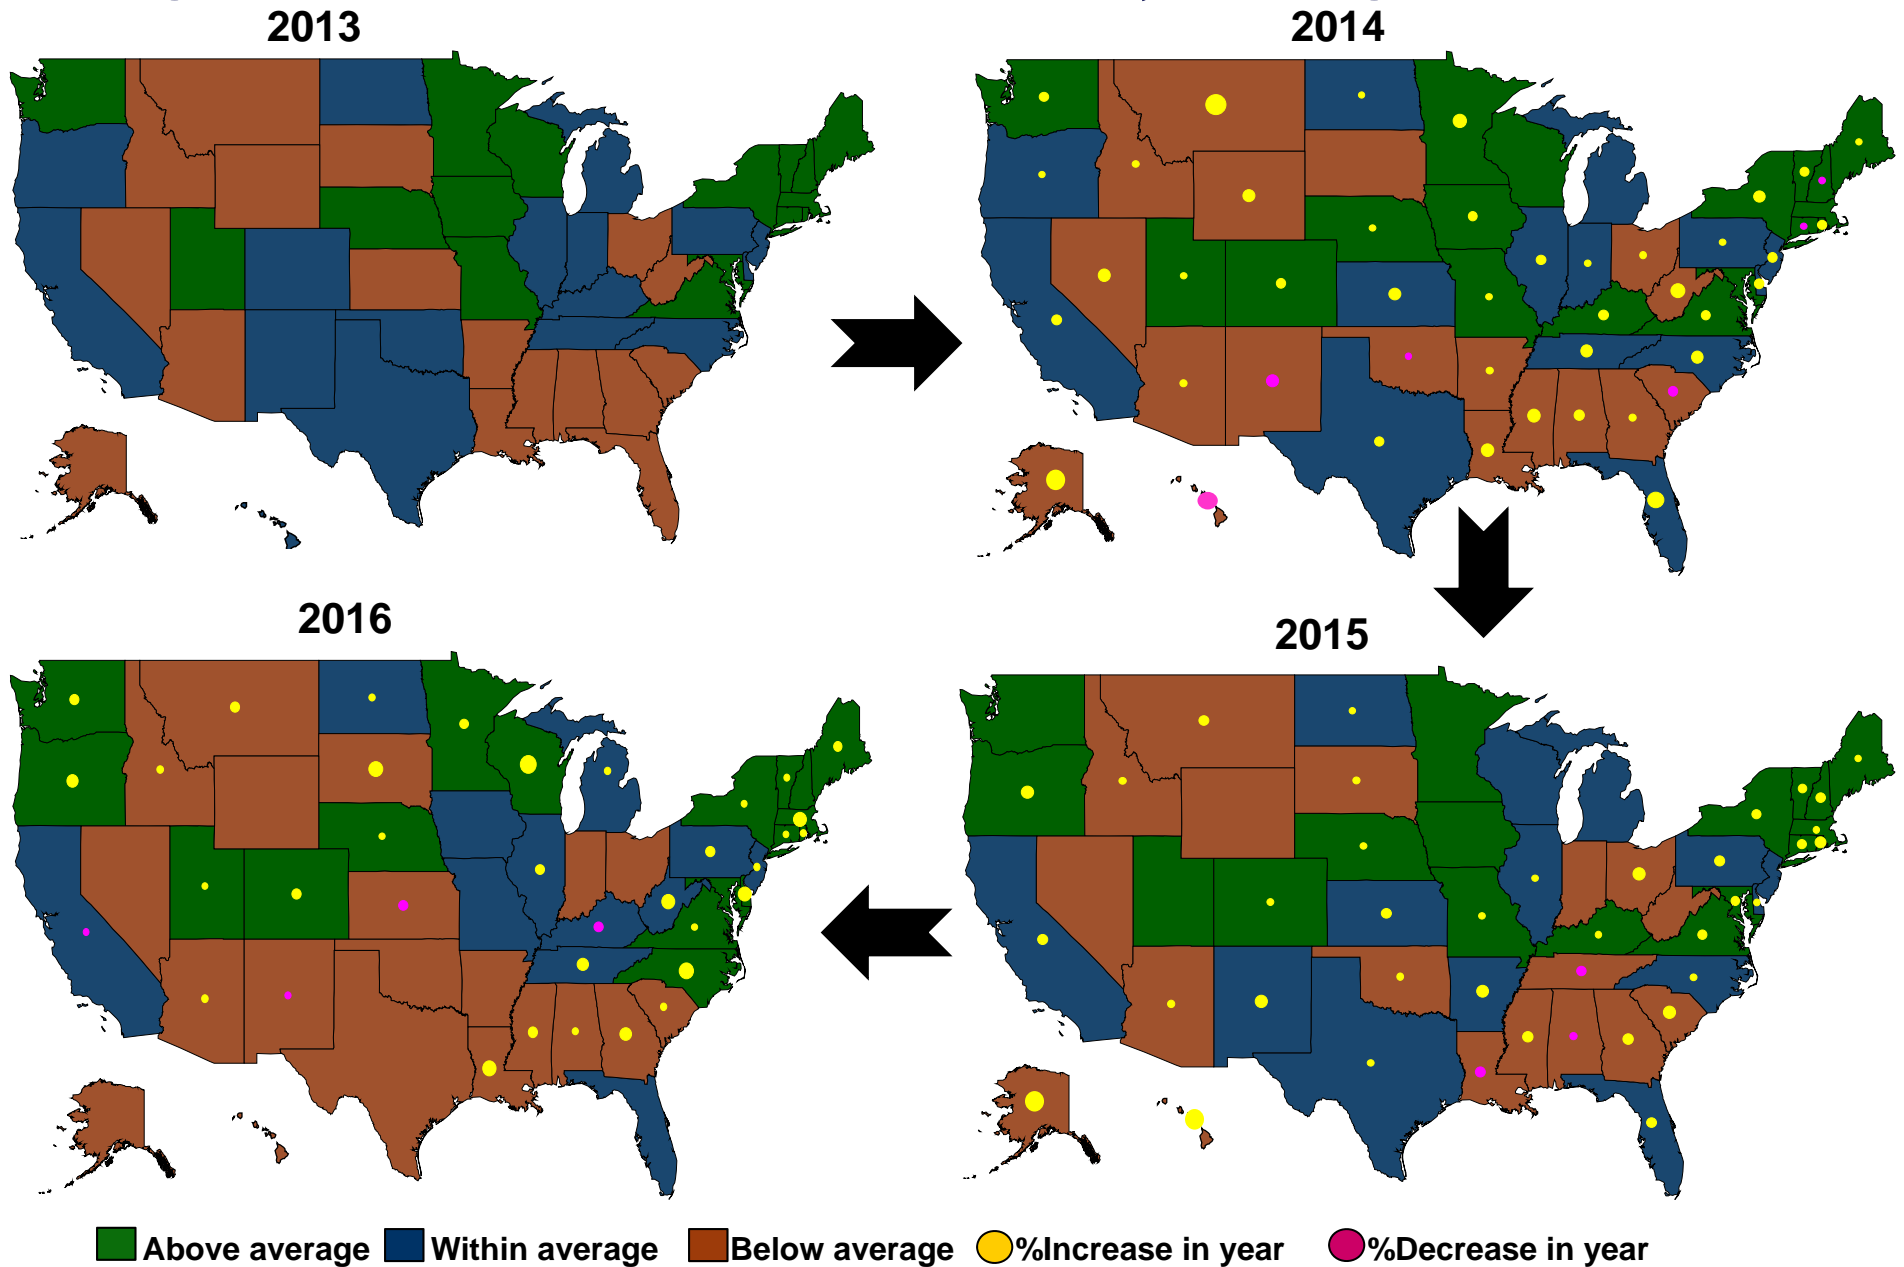 2013
2014
2016
2015
Above average
Within average
Below average
%Increase in year
%Decrease in year